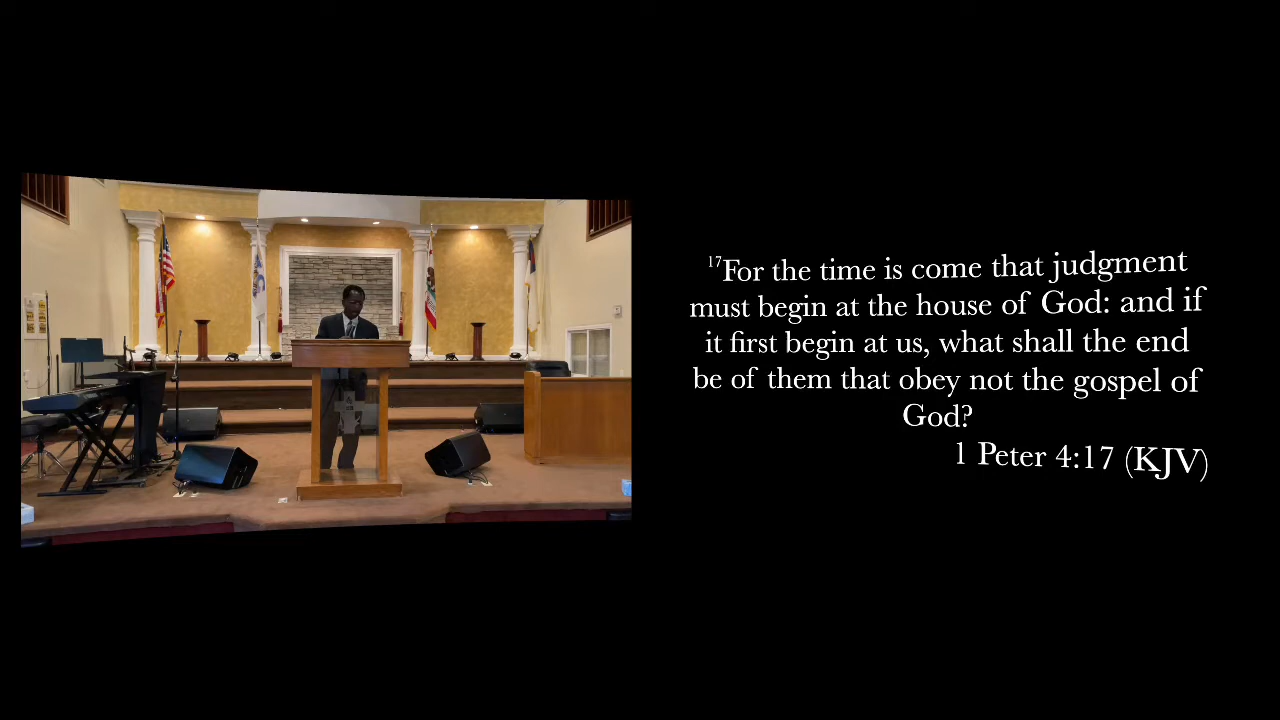 17For the time is come that judgment
must begin at the house of God: and if
it first begin at us, what shall the end
be of them that obey not the gospel of
God?
1 Peter 4:17 (KJV)